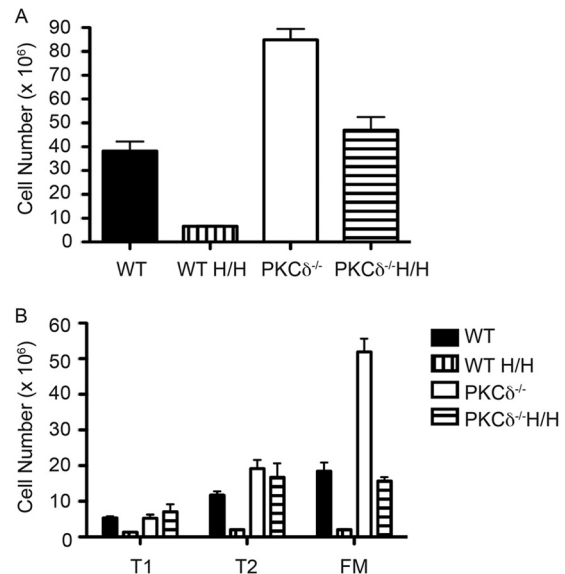 A
Cell Number (x 10⁶)
90
80
70
60
50
40
30
20
10
0
WT WT H/H PKCδ⁻/⁻ PKCδ⁻/⁻H/H
B
Cell Number (x 10⁶)
60
50
40
30
20
10
0
T1 T2 FM
WT
WT H/H
PKCδ⁻/⁻
PKCδ⁻/⁻H/H